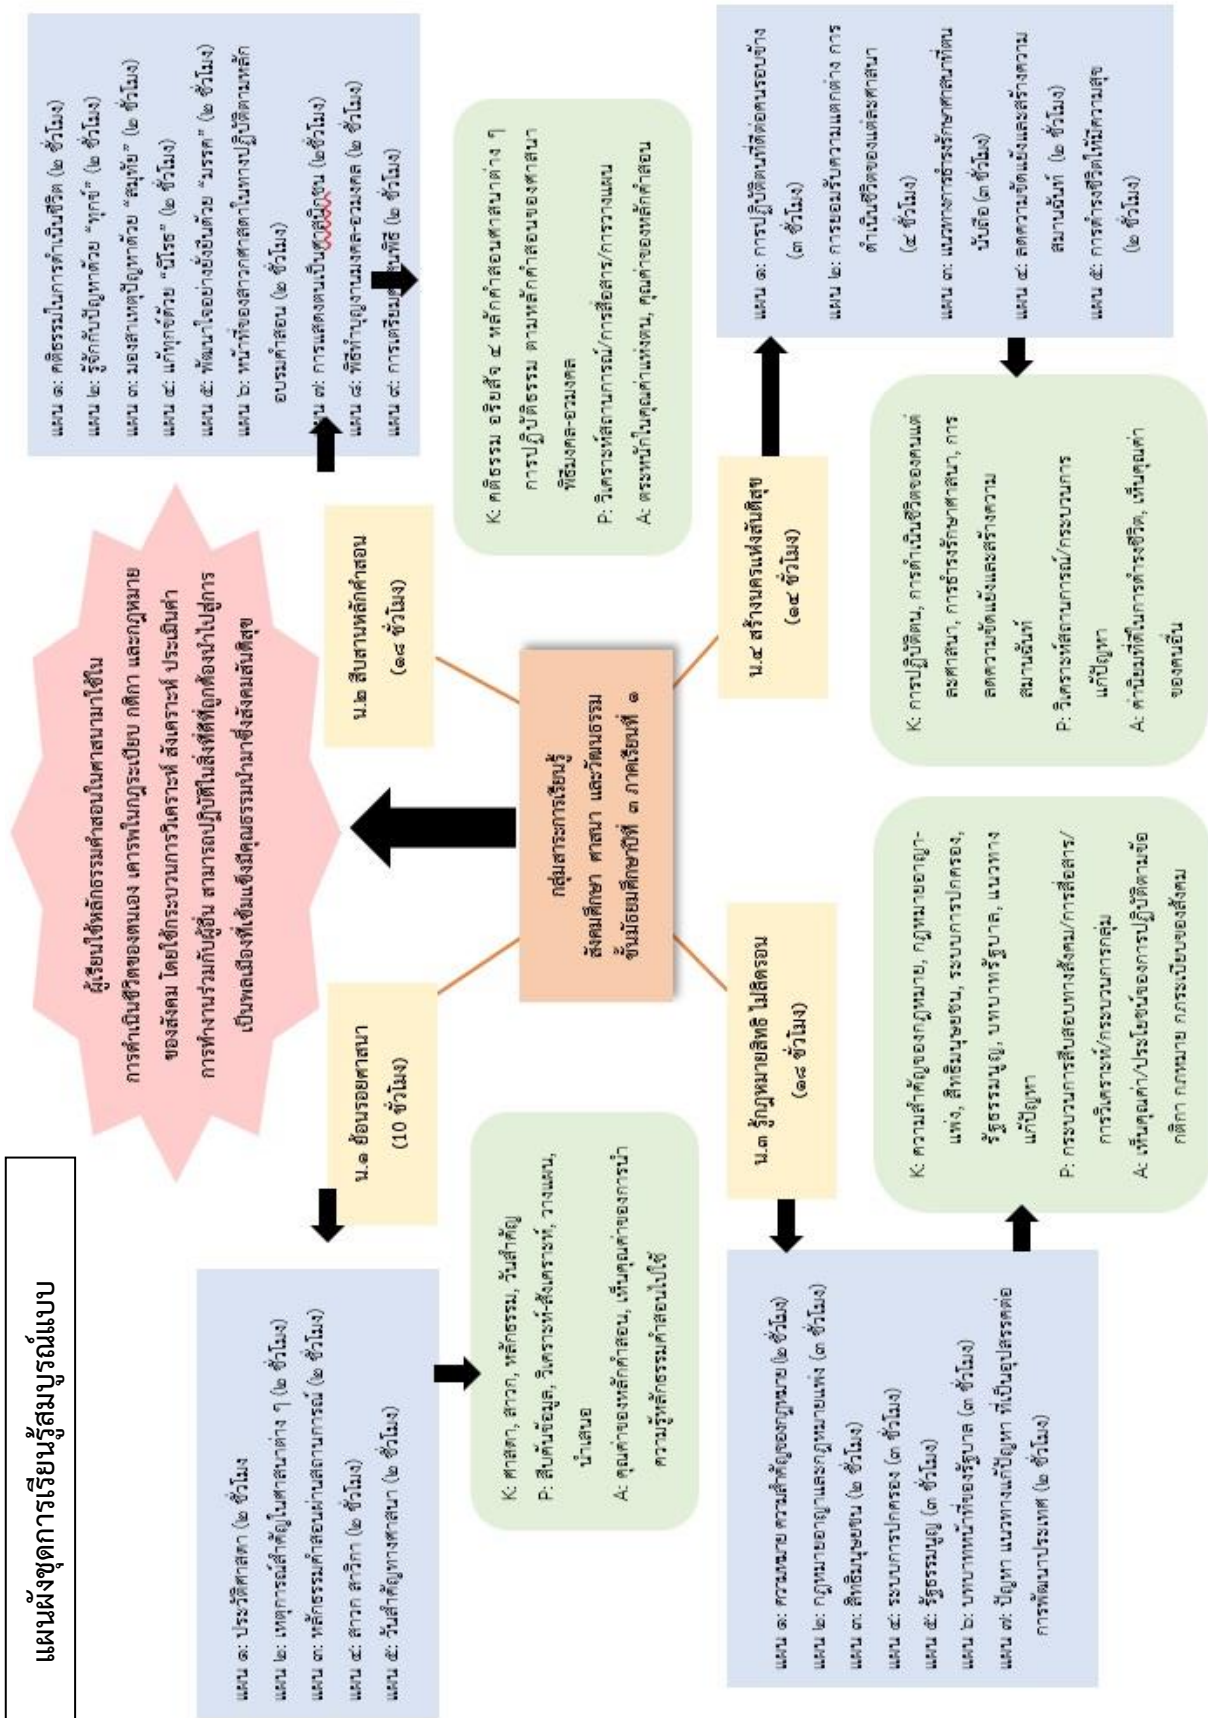 แผนผังชุดการเรียนรู้สมบูรณ์แบบ
ผู้เรียนใช้หลักธรรมคำสอนในศาสนามาใช้ใน
การดำเนินชีวิตของตนเอง เคารพในกฎระเบียบ กติกา และกฎหมาย
ของสังคม โดยใช้กระบวนการวิเคราะห์ สังเคราะห์ ประเมินค่า
การทำงานร่วมกับผู้อื่น สามารถปฏิบัติในสิ่งที่ดีที่ถูกต้องนำไปสู่การ
เป็นพลเมืองที่เข้มแข็งมีคุณธรรมนำมาซึ่งสังคมสันติสุข
กลุ่มสาระการเรียนรู้
สังคมศึกษา ศาสนา และวัฒนธรรม
ชั้นมัธยมศึกษาปีที่ ๓ ภาคเรียนที่ ๑
น.๑ ย้อนรอยศาสนา
(10 ชั่วโมง)
แผน ๑: ประวัติศาสดา (๒ ชั่วโมง
แผน ๒: เหตุการณ์สำคัญในศาสนาต่าง ๆ (๒ ชั่วโมง)
แผน ๓: หลักธรรมคำสอนผ่านสถานการณ์ (๒ ชั่วโมง)
แผน ๔: สาวก สาวิกา (๒ ชั่วโมง)
แผน ๕: วันสำคัญทางศาสนา (๒ ชั่วโมง)
K: ศาสดา, สาวก, หลักธรรม, วันสำคัญ
P: สืบค้นข้อมูล, วิเคราะห์-สังเคราะห์, วางแผน,
นำเสนอ
A: คุณค่าของหลักคำสอน, เห็นคุณค่าของการนำ
ความรู้หลักธรรมคำสอนไปใช้
น.๒ สืบสานหลักคำสอน
(๑๘ ชั่วโมง)
แผน ๑: คติธรรมในการดำเนินชีวิต (๒ ชั่วโมง)
แผน ๒: รู้จักกับปัญหาด้วย “ทุกข์” (๒ ชั่วโมง)
แผน ๓: มองสาเหตุปัญหาด้วย “สมุทัย” (๒ ชั่วโมง)
แผน ๔: แก้ทุกข์ด้วย “นิโรธ” (๒ ชั่วโมง)
แผน ๕: พัฒนาใจอย่างยั่งยืนด้วย “มรรค” (๒ ชั่วโมง)
แผน ๖: หน้าที่ของสาวกศาสดาในทางปฏิบัติตามหลัก
อบรมคำสอน (๒ ชั่วโมง)
แผน ๗: การแสดงตนเป็นศาสนิกชน (๒ชั่วโมง)
แผน ๘: พิธีทำบุญงานมงคล-อวมงคล (๒ ชั่วโมง)
แผน ๙: การเตรียมศาสนพิธี (๒ ชั่วโมง)
K: คติธรรม อริยสัจ ๔ หลักคำสอนศาสนาต่าง ๆ
การปฏิบัติธรรม ตามหลักคำสอนของศาสนา
พิธีมงคล-อวมงคล
P: วิเคราะห์สถานการณ์/การสื่อสาร/การวางแผน
A: ตระหนักในคุณค่าแห่งตน, คุณค่าของหลักคำสอน
น.๓ รู้กฎหมายสิทธิ ไม่ลิดรอน
(๑๘ ชั่วโมง)
แผน ๑: ความหมาย ความสำคัญของกฎหมาย (๒ ชั่วโมง)
แผน ๒: กฎหมายอาญาและกฎหมายแพ่ง (๓ ชั่วโมง)
แผน ๓: สิทธิมนุษยชน (๒ ชั่วโมง)
แผน ๔: ระบบการปกครอง (๓ ชั่วโมง)
แผน ๕: รัฐธรรมนูญ (๓ ชั่วโมง)
แผน ๖: บทบาทหน้าที่ของรัฐบาล (๓ ชั่วโมง)
แผน ๗: ปัญหา แนวทางแก้ปัญหา ที่เป็นอุปสรรคต่อ
การพัฒนาประเทศ (๒ ชั่วโมง)
K: ความสำคัญของกฎหมาย, กฎหมายอาญา-
แพ่ง, สิทธิมนุษยชน, ระบบการปกครอง,
รัฐธรรมนูญ, บทบาทรัฐบาล, แนวทาง
แก้ปัญหา
P: กระบวนการสืบสอบทางสังคม/การสื่อสาร/
การวิเคราะห์/กระบวนการกลุ่ม
A: เห็นคุณค่า/ประโยชน์ของการปฏิบัติตามข้อ
กติกา กฎหมาย กฎระเบียบของสังคม
น.๔ สร้างนครแห่งสันติสุข
(๑๔ ชั่วโมง)
แผน ๑: การปฏิบัติตนที่ดีต่อคนรอบข้าง
(๓ ชั่วโมง)
แผน ๒: การยอมรับความแตกต่าง การ
ดำเนินชีวิตของแต่ละศาสนา
(๔ ชั่วโมง)
แผน ๓: แนวทางการธำรงรักษาศาสนาที่ตน
นับถือ (๓ ชั่วโมง)
แผน ๔: ลดความขัดแย้งและสร้างความ
สมานฉันท์ (๒ ชั่วโมง)
แผน ๕: การดำรงชีวิตให้มีความสุข
(๒ ชั่วโมง)
K: การปฏิบัติตน, การดำเนินชีวิตของคนแต่
ละศาสนา, การธำรงรักษาศาสนา, การ
ลดความขัดแย้งและสร้างความ
สมานฉันท์
P: วิเคราะห์สถานการณ์/กระบวนการ
แก้ปัญหา
A: ค่านิยมที่ดีในการดำรงชีวิต, เห็นคุณค่า
ของคนอื่น